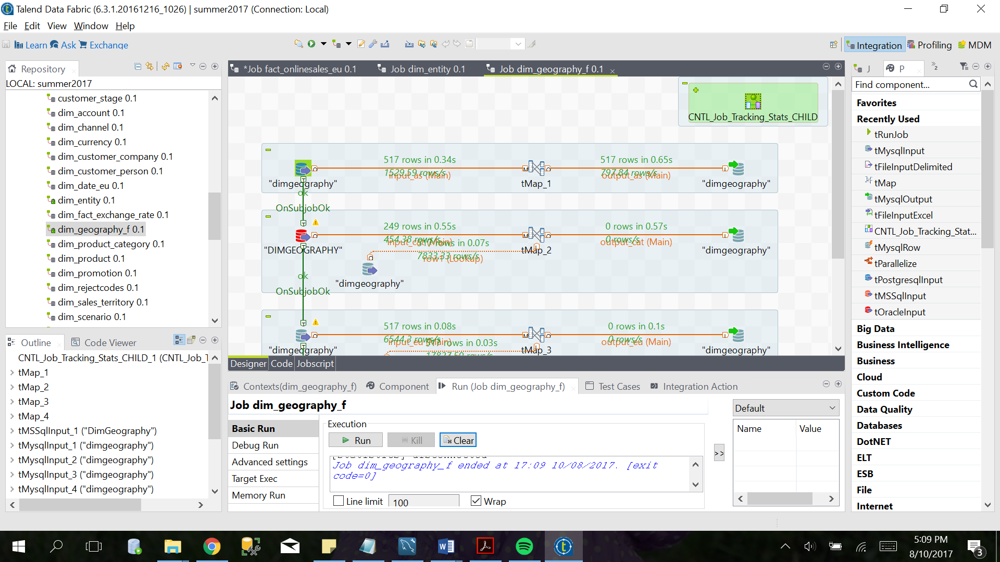 Talend Data Fabric (6.3.1.20161216_1026) | summer2017 (Connection: Local)
File Edit View Window Help
Learn Ask Exchange
Integration Profiling MDM
Repository
LOCAL: summer2017
customer_stage 0.1
dim_account 0.1
dim_channel 0.1
dim_currency 0.1
dim_customer_company 0.1
dim_customer_person 0.1
dim_date_eu 0.1
dim_entity 0.1
dim_fact_exchange_rate 0.1
dim_geography_f 0.1
dim_product_category 0.1
dim_product 0.1
dim_promotion 0.1
dim_rejectcodes 0.1
dim_sales_territory 0.1
dim_scenario 0.1
Outline Code Viewer
CNTL_Job_Tracking_Stats_CHILD_1 (CNTL_Job_T
tMap_1
tMap_2
tMap_3
tMap_4
tMSSqlInput_1 ("DimGeography")
tMysqlInput_1 ("dimgeography")
tMysqlInput_2 ("dimgeography")
tMysqlInput_3 ("dimgeography")
tMysqlInput_4 ("dimgeography")
*Job fact_onlinesales_eu 0.1 Job dim_entity 0.1 Job dim_geography_f 0.1
CNTL_Job_Tracking_Stats_CHILD
517 rows in 0.34s 517 rows in 0.65s
1529.59 rows/s 797.84 rows/s
input_as (Main) output_as (Main)
"dimgeography" tMap_1 "dimgeography"
ok
OnSubjobOk
249 rows in 0.55s 0 rows in 0.57s
454.38 rows/s 0 rows/s
input_cat (Main) output_cat (Main)
517 rows in 0.07s
"DIMGEOGRAPHY" tMap_2 "dimgeography"
7833.33 rows/s
row1 (Lookup)
"dimgeography"
ok
OnSubjobOk
517 rows in 0.08s 0 rows in 0.1s
6544.3 rows/s 0 rows/s
input_eu (Main) output_eu (Main)
517 rows in 0.03s
"dimgeography" tMap_3 "dimgeography"
17827.59 rows/s
Designer Code Jobscript
Contexts(dim_geography_f) Component Run (Job dim_geography_f) Test Cases Integration Action
Job dim_geography_f
Basic Run
Debug Run
Advanced settings
Target Exec
Memory Run
Execution
Run Kill Clear
[statistics] disconnected
Job dim_geography_f ended at 17:09 10/08/2017. [exit
code=0]
Line limit 100 Wrap
>>
Default
Name Value
J P 2
Find component...
Favorites
Recently Used
tRunJob
tMysqlInput
tFileInputDelimited
tMap
tMysqlOutput
tFileInputExcel
CNTL_Job_Tracking_Stat...
tMysqlRow
tParallelize
tPostgresqlInput
tMSSqlInput
tOracleInput
Big Data
Business Intelligence
Business
Cloud
Custom Code
Data Quality
Databases
DotNET
ELT
ESB
File
Internet
5:09 PM
8/10/2017
3